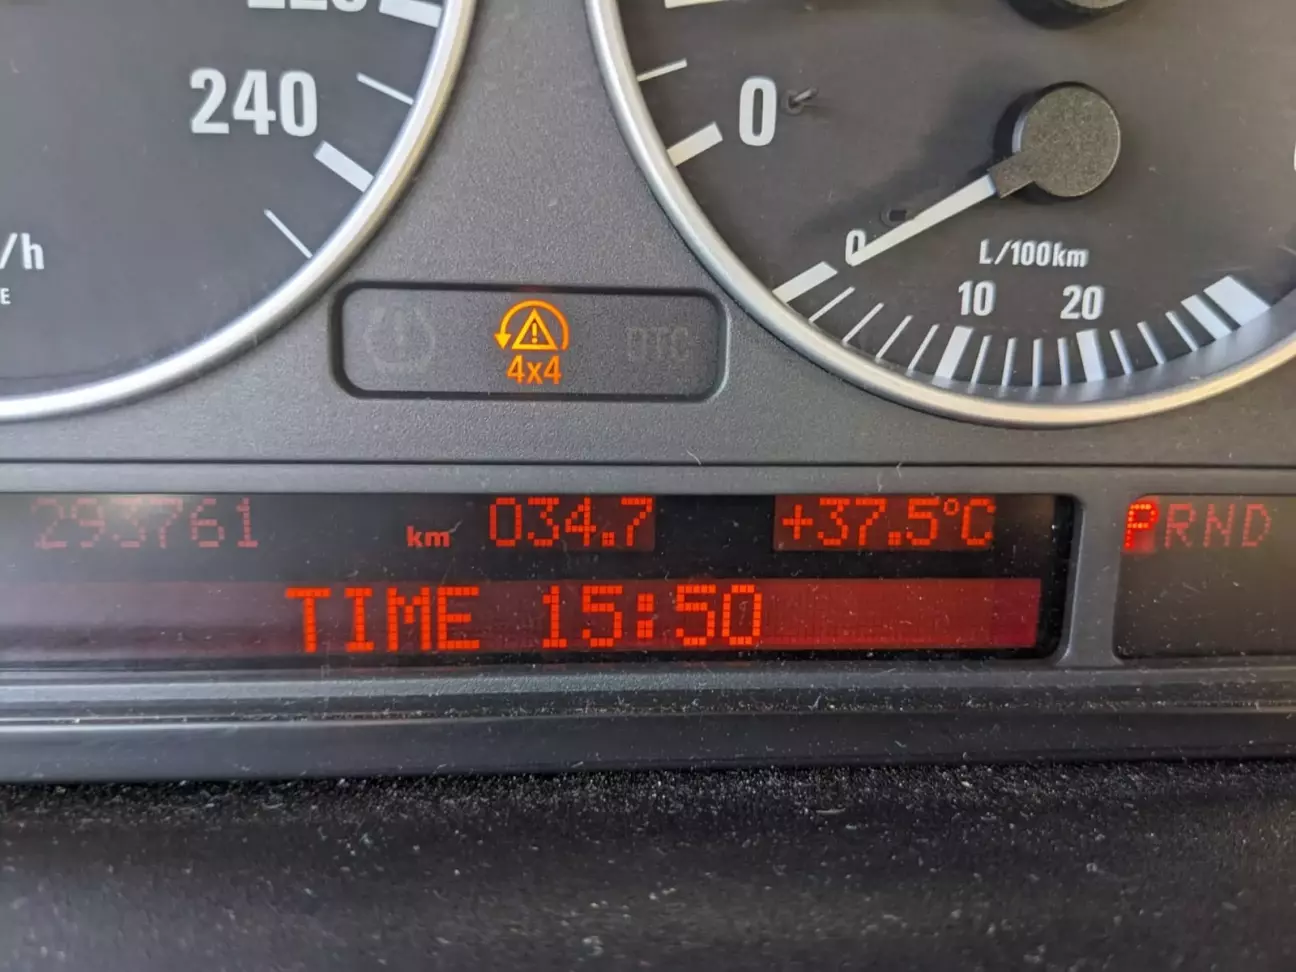 240
/h
E
0
0
L/100km
10 20
4x4
DTC
293761 km 034.7 +37.5°C PRND
TIME 15:50